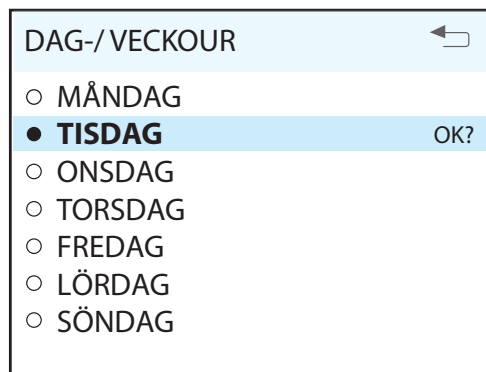 DAG-/ VECKOUR
MÅNDAG
TISDAG OK?
ONSDAG
TORSDAG
FREDAG
LÖRDAG
SÖNDAG